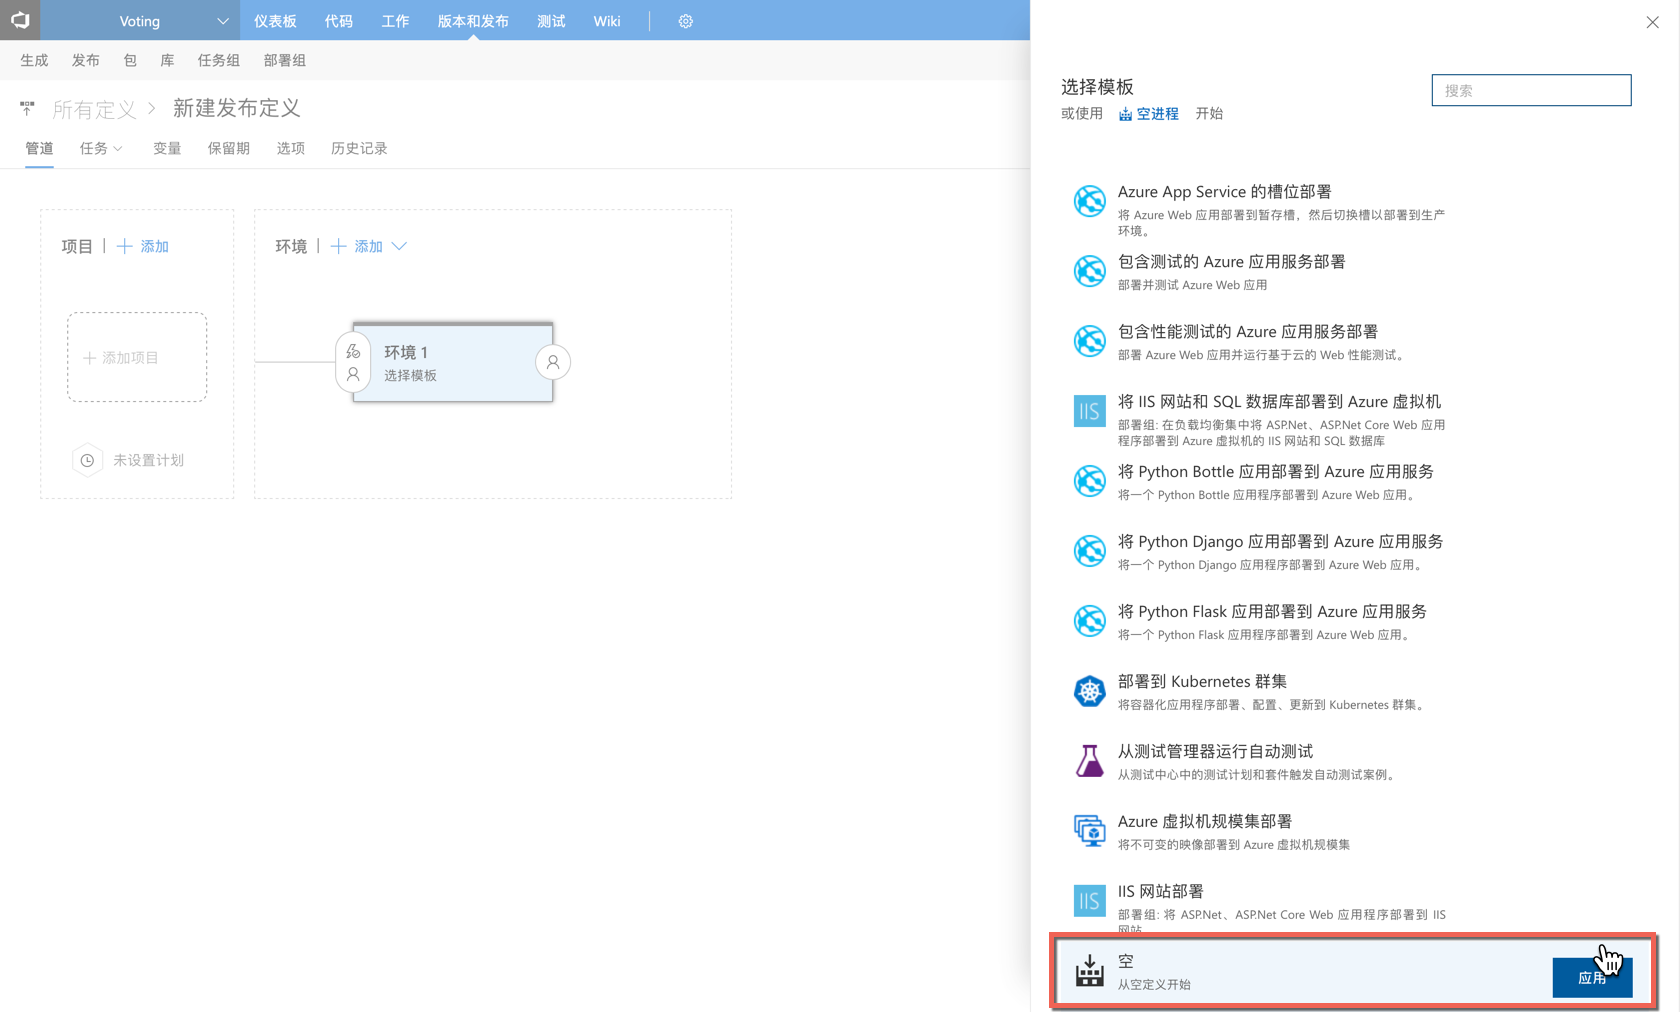 Voting
仪表板 代码 工作 版本和发布 测试 Wiki
生成 发布 包 库 任务组 部署组
所有定义 > 新建发布定义
管道 任务 变量 保留期 选项 历史记录
项目 | + 添加
环境 | + 添加
+ 添加项目
环境 1
选择模板
未设置计划
选择模板
搜索
或使用 空进程 开始
Azure App Service 的槽位部署
将 Azure Web 应用部署到暂存槽，然后切换槽以部署到生产
环境。
包含测试的 Azure 应用服务部署
部署并测试 Azure Web 应用
包含性能测试的 Azure 应用服务部署
部署 Azure Web 应用并运行基于云的 Web 性能测试。
IIS
将 IIS 网站和 SQL 数据库部署到 Azure 虚拟机
部署组: 在负载均衡集中将 ASP.Net、ASP.Net Core Web 应用
程序部署到 Azure 虚拟机的 IIS 网站和 SQL 数据库
将 Python Bottle 应用部署到 Azure 应用服务
将一个 Python Bottle 应用程序部署到 Azure Web 应用。
将 Python Django 应用部署到 Azure 应用服务
将一个 Python Django 应用程序部署到 Azure Web 应用。
将 Python Flask 应用部署到 Azure 应用服务
将一个 Python Flask 应用程序部署到 Azure Web 应用。
部署到 Kubernetes 群集
将容器化应用程序部署、配置、更新到 Kubernetes 群集。
从测试管理器运行自动测试
从测试中心中的测试计划和套件触发自动测试案例。
Azure 虚拟机规模集部署
将不可变的映像部署到 Azure 虚拟机规模集
IIS
IIS 网站部署
部署组: 将 ASP.Net、ASP.Net Core Web 应用程序部署到 IIS
网站
空
从空定义开始
应用